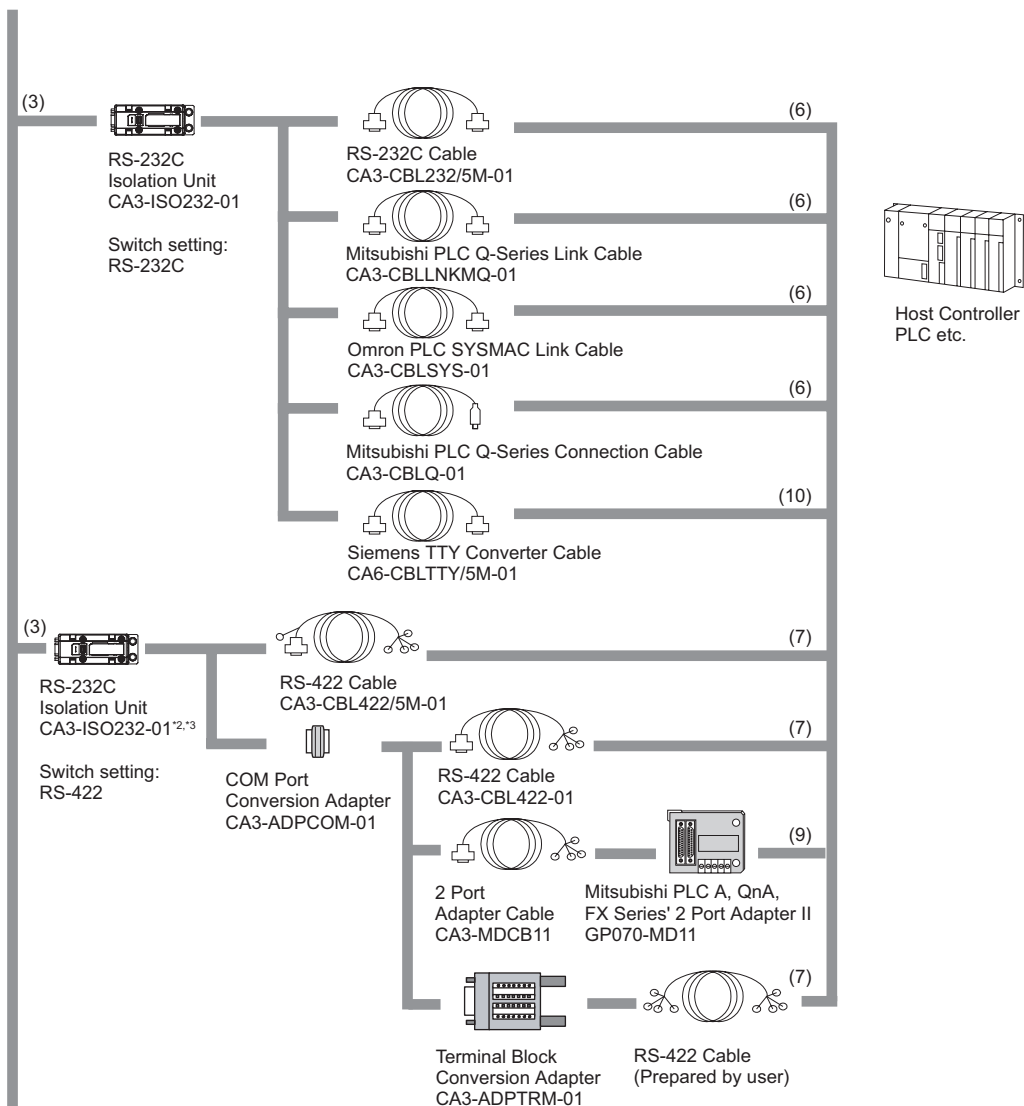 (3)
RS-232C
Isolation Unit
CA3-ISO232-01
Switch setting:
RS-232C
RS-232C Cable
CA3-CBL232/5M-01
(6)
Mitsubishi PLC Q-Series Link Cable
CA3-CBLLNKMQ-01
(6)
Omron PLC SYSMAC Link Cable
CA3-CBLSYS-01
(6)
Mitsubishi PLC Q-Series Connection Cable
CA3-CBLQ-01
(6)
Siemens TTY Converter Cable
CA6-CBLTTY/5M-01
(10)
Host Controller
PLC etc.
(3)
RS-232C
Isolation Unit
CA3-ISO232-01*2,*3
Switch setting:
RS-422
RS-422 Cable
CA3-CBL422/5M-01
(7)
COM Port
Conversion Adapter
CA3-ADPCOM-01
RS-422 Cable
CA3-CBL422-01
(7)
2 Port
Adapter Cable
CA3-MDCB11
Mitsubishi PLC A, QnA,
FX Series' 2 Port Adapter II
GP070-MD11
(9)
Terminal Block
Conversion Adapter
CA3-ADPTRM-01
RS-422 Cable
(Prepared by user)
(7)